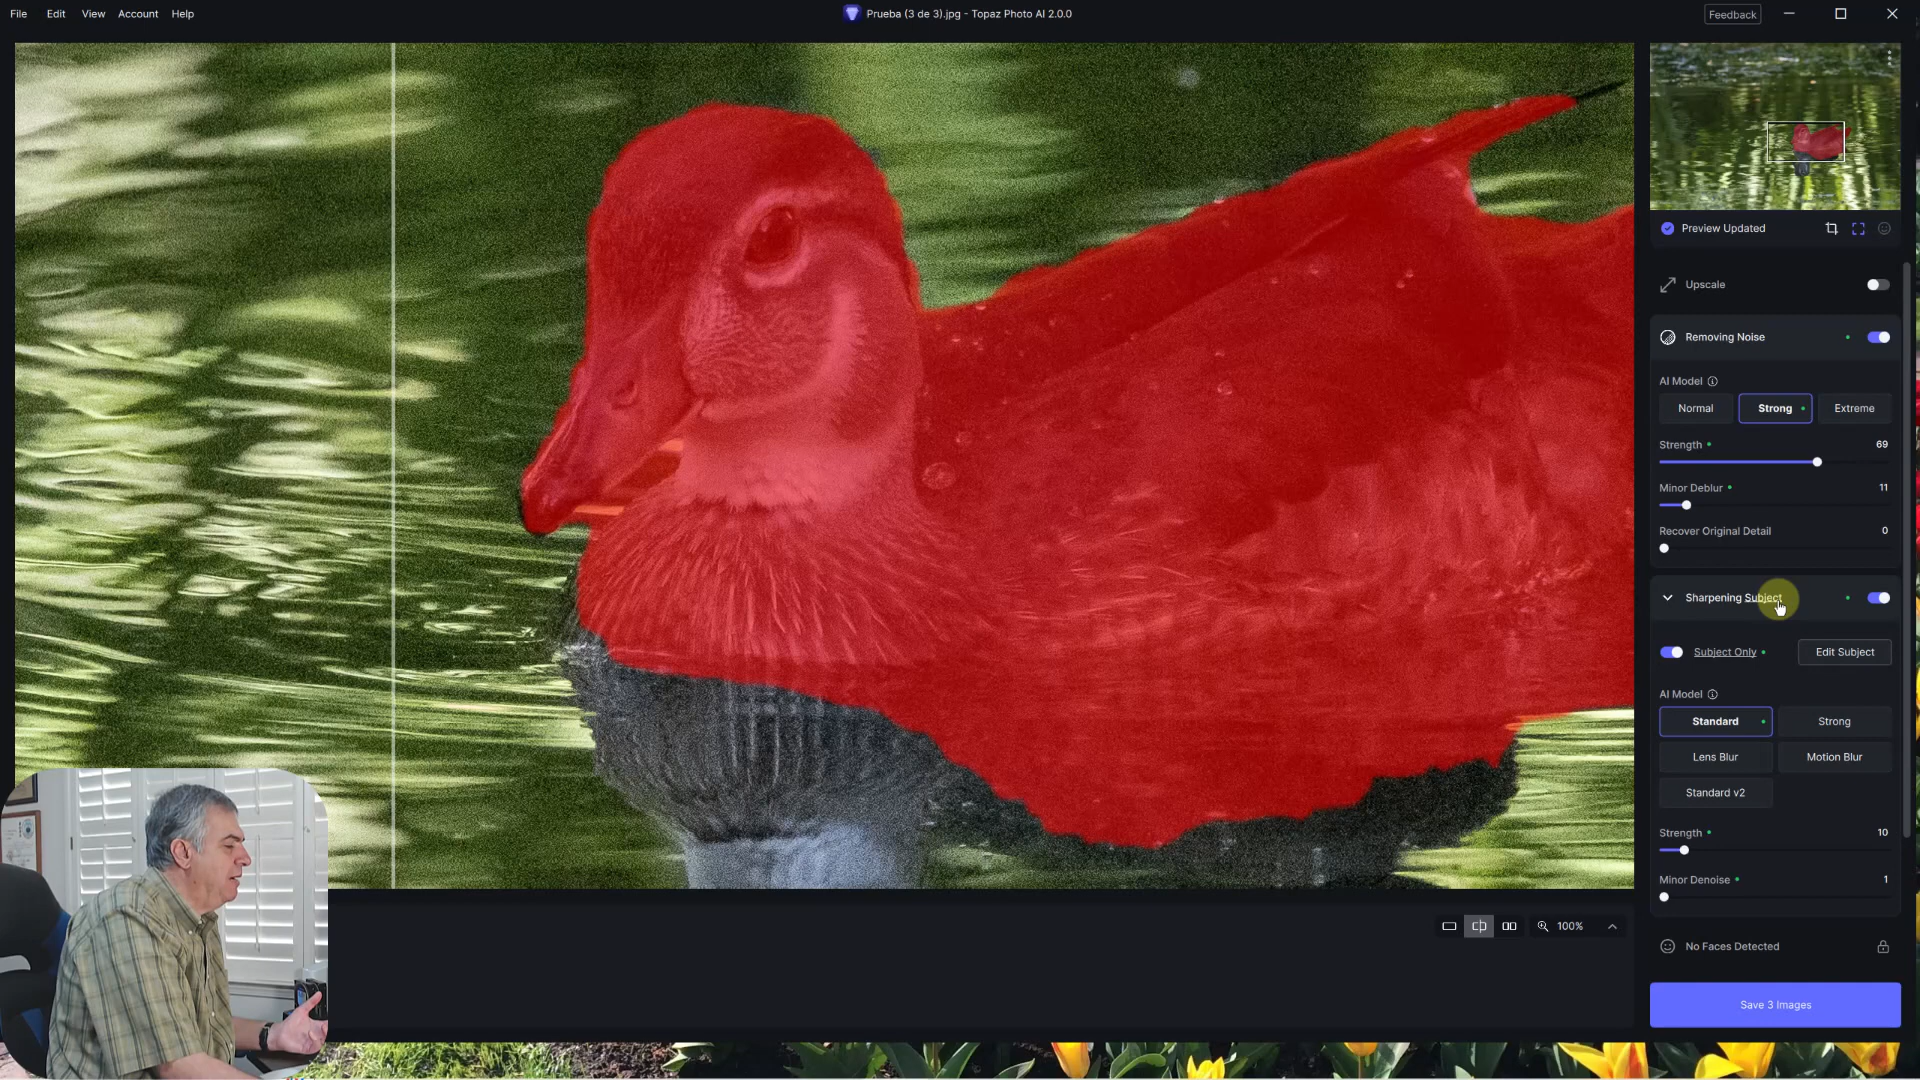 File Edit View Account Help
Prueba (3 de 3).jpg - Topaz Photo AI 2.0.0
Feedback
Preview Updated
Upscale
Removing Noise
AI Model
Normal Strong Extreme
Strength 69
Minor Deblur 11
Recover Original Detail 0
Sharpening Subject
Subject Only Edit Subject
AI Model
Standard Strong
Lens Blur Motion Blur
Standard v2
Strength 10
Minor Denoise 1
100%
No Faces Detected
Save 3 Images